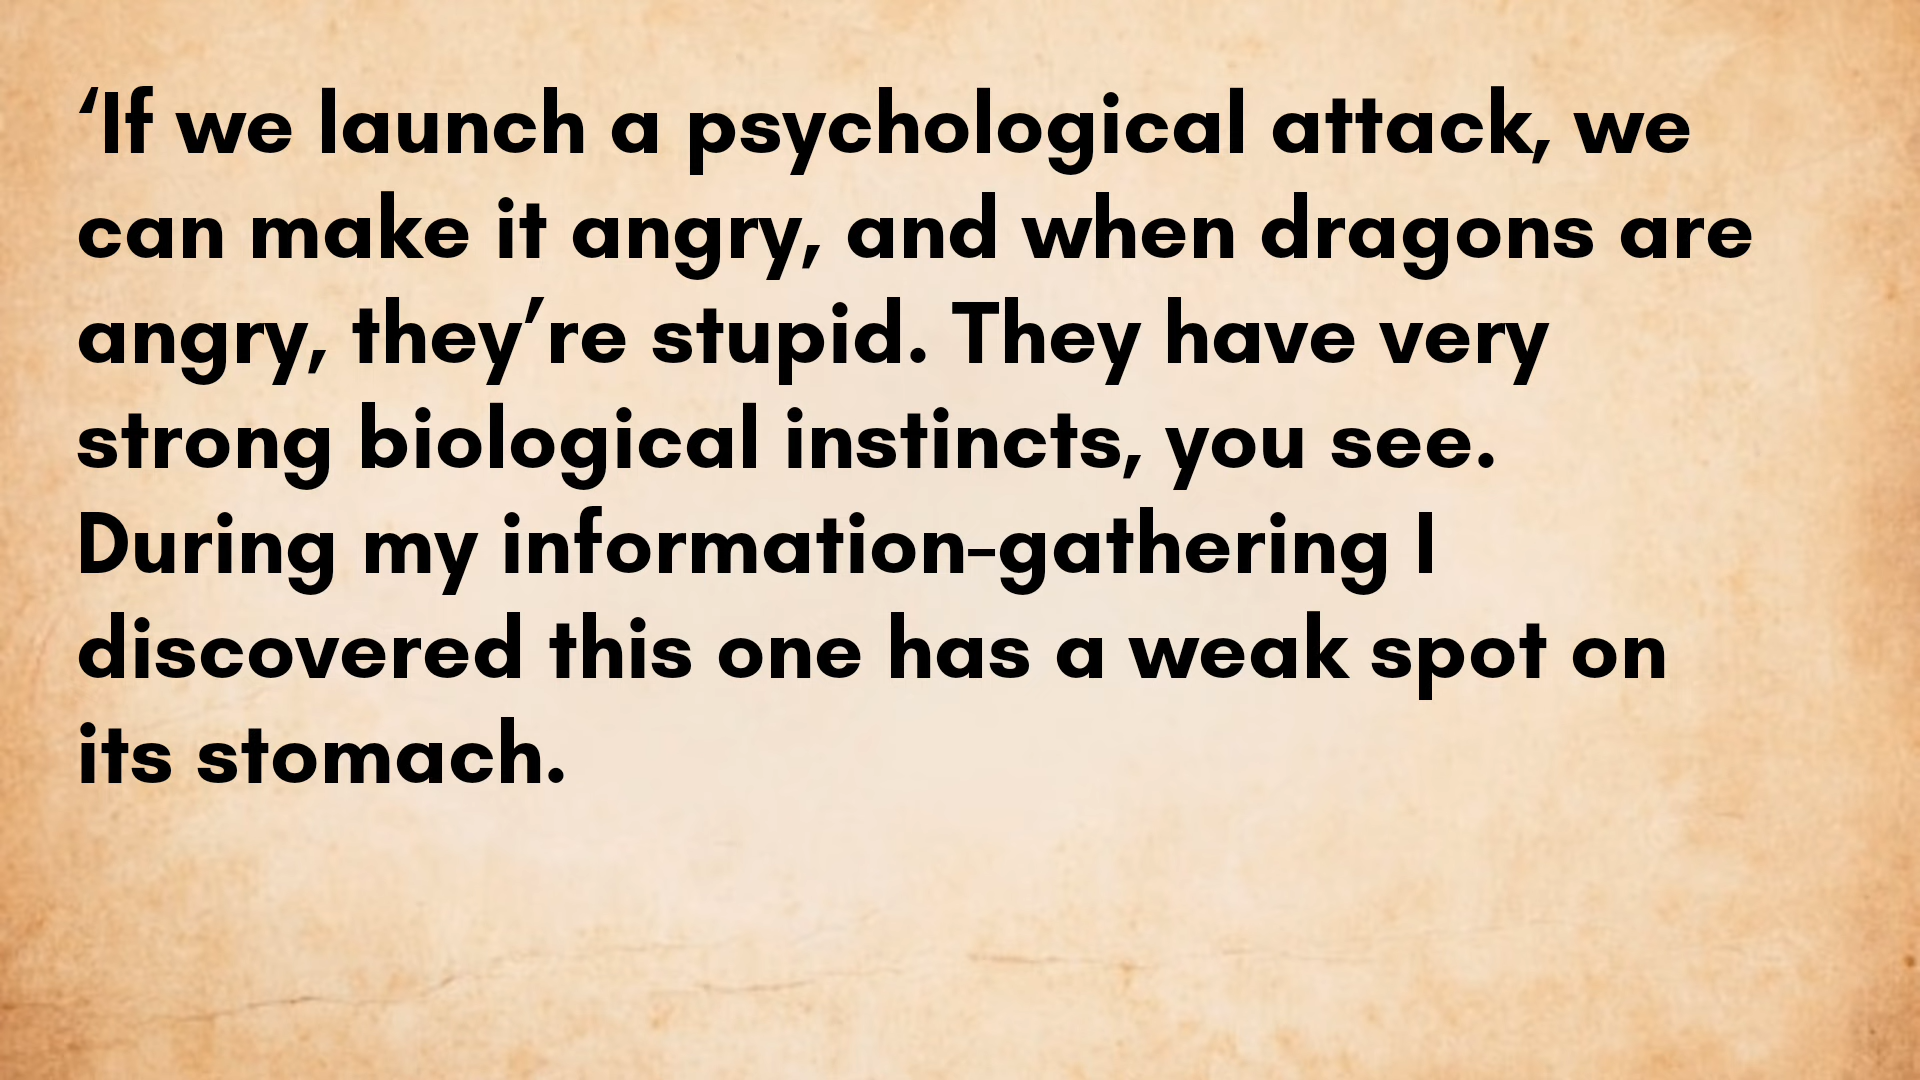 ‘If we launch a psychological attack, we
can make it angry, and when dragons are
angry, they’re stupid. They have very
strong biological instincts, you see.
During my information-gathering I
discovered this one has a weak spot on
its stomach.